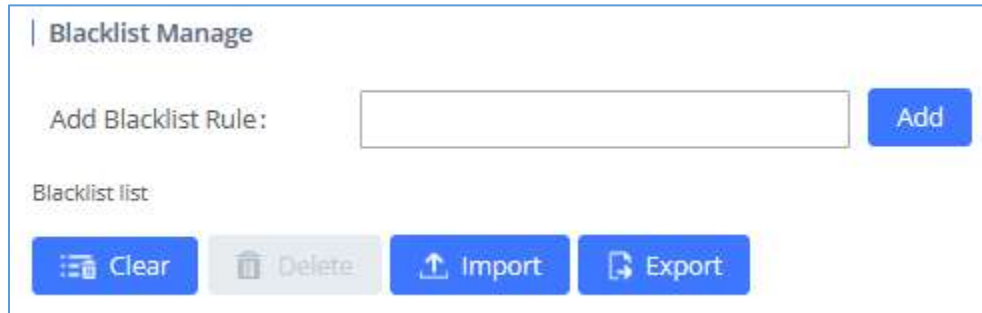 Blacklist Manage
Add Blacklist Rule: Add
Blacklist list
Clear Delete Import Export